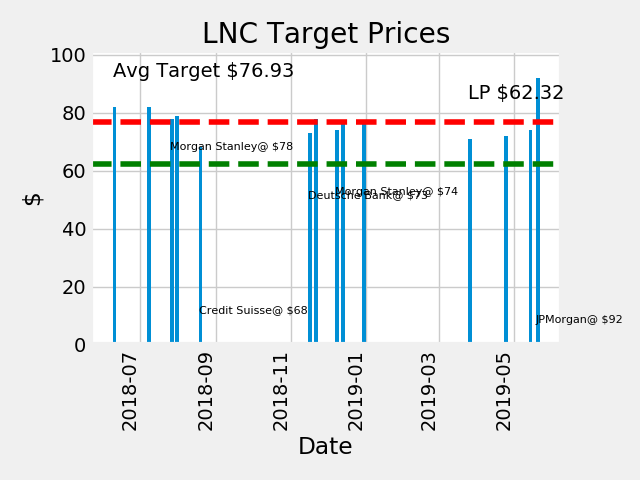 LNC Target Prices
Avg Target $76.93
LP $62.32
Morgan Stanley@ $78
Morgan Stanley@ $74
Deutsche Bank@ $73
Credit Suisse@ $68
JPMorgan@ $92
$
100
80
60
40
20
0
2018-07
2018-09
2018-11
2019-01
2019-03
2019-05
Date